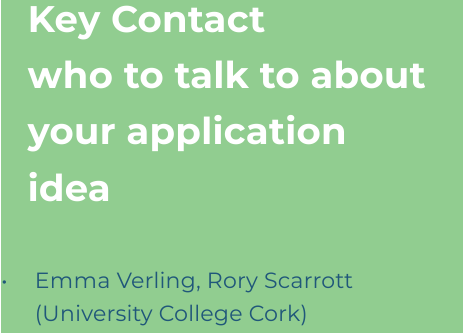 Key Contact
who to talk to about
your application
idea
• Emma Verling, Rory Scarrott
(University College Cork)